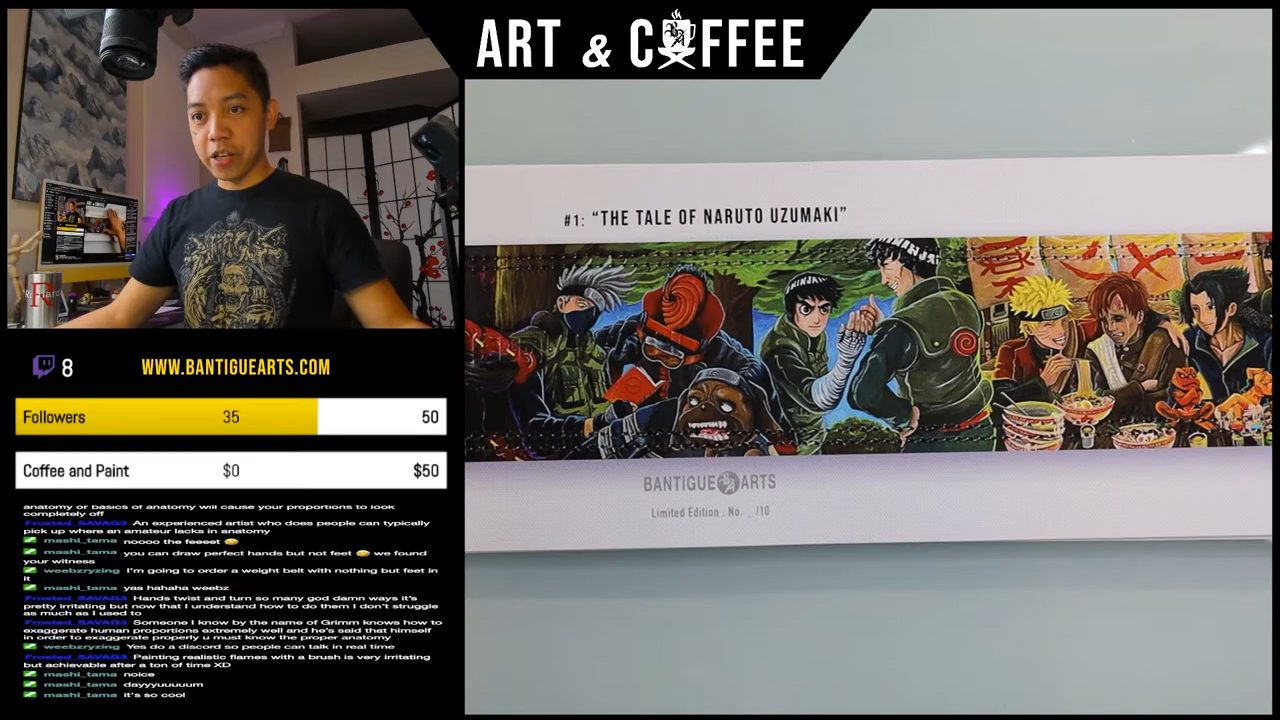 ART & COFFEE
#1: “THE TALE OF NARUTO UZUMAKI”
BANTIGUE ARTS
Limited Edition : No. _ /10
8
WWW.BANTIGUEARTS.COM
Followers 35 50
Coffee and Paint $0 $50
anatomy or basics of anatomy will cause your proportions to look
completely off
Frosted_SAVAG3 An experienced artist who does people can typically
pick up where an amateur lacks in anatomy
mashi_tama noooo the feeeet
mashi_tama you can draw perfect hands but not feet we found
your witness
weebzryzing I'm going to order a weight belt with nothing but feet in
it
mashi_tama yas hahaha weebz
Frosted_SAVAG3 Hands twist and turn so many god damn ways it's
pretty irritating but now that I understand how to do them I don't struggle
as much as I used to
Frosted_SAVAG3 Someone I know by the name of Grimm knows how to
exaggerate human proportions extremely well and he's said that himself
in order to exaggerate properly u must know the proper anatomy
weebzryzing Yes do a discord so people can talk in real time
Frosted_SAVAG3 Painting realistic flames with a brush is very irritating
but achievable after a ton of time XD
mashi_tama noice
mashi_tama dayyyuuuum
mashi_tama it's so cool